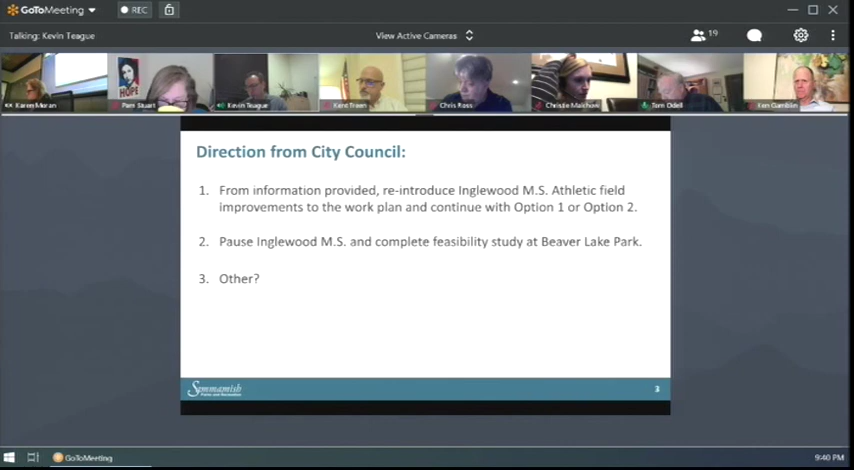 GoToMeeting
REC
Talking: Kevin Teague
View Active Cameras
19
HOPE
Karen Moran
Pam Stuart
Kevin Teague
Kent Treen
Chris Ross
Christie Malchow
Tom Odell
Ken Gamblin
Direction from City Council:
1. From information provided, re-introduce Inglewood M.S. Athletic field
improvements to the work plan and continue with Option 1 or Option 2.
2. Pause Inglewood M.S. and complete feasibility study at Beaver Lake Park.
3. Other?
Sammamish
Parks and Recreation
3
GoToMeeting
9:40 PM